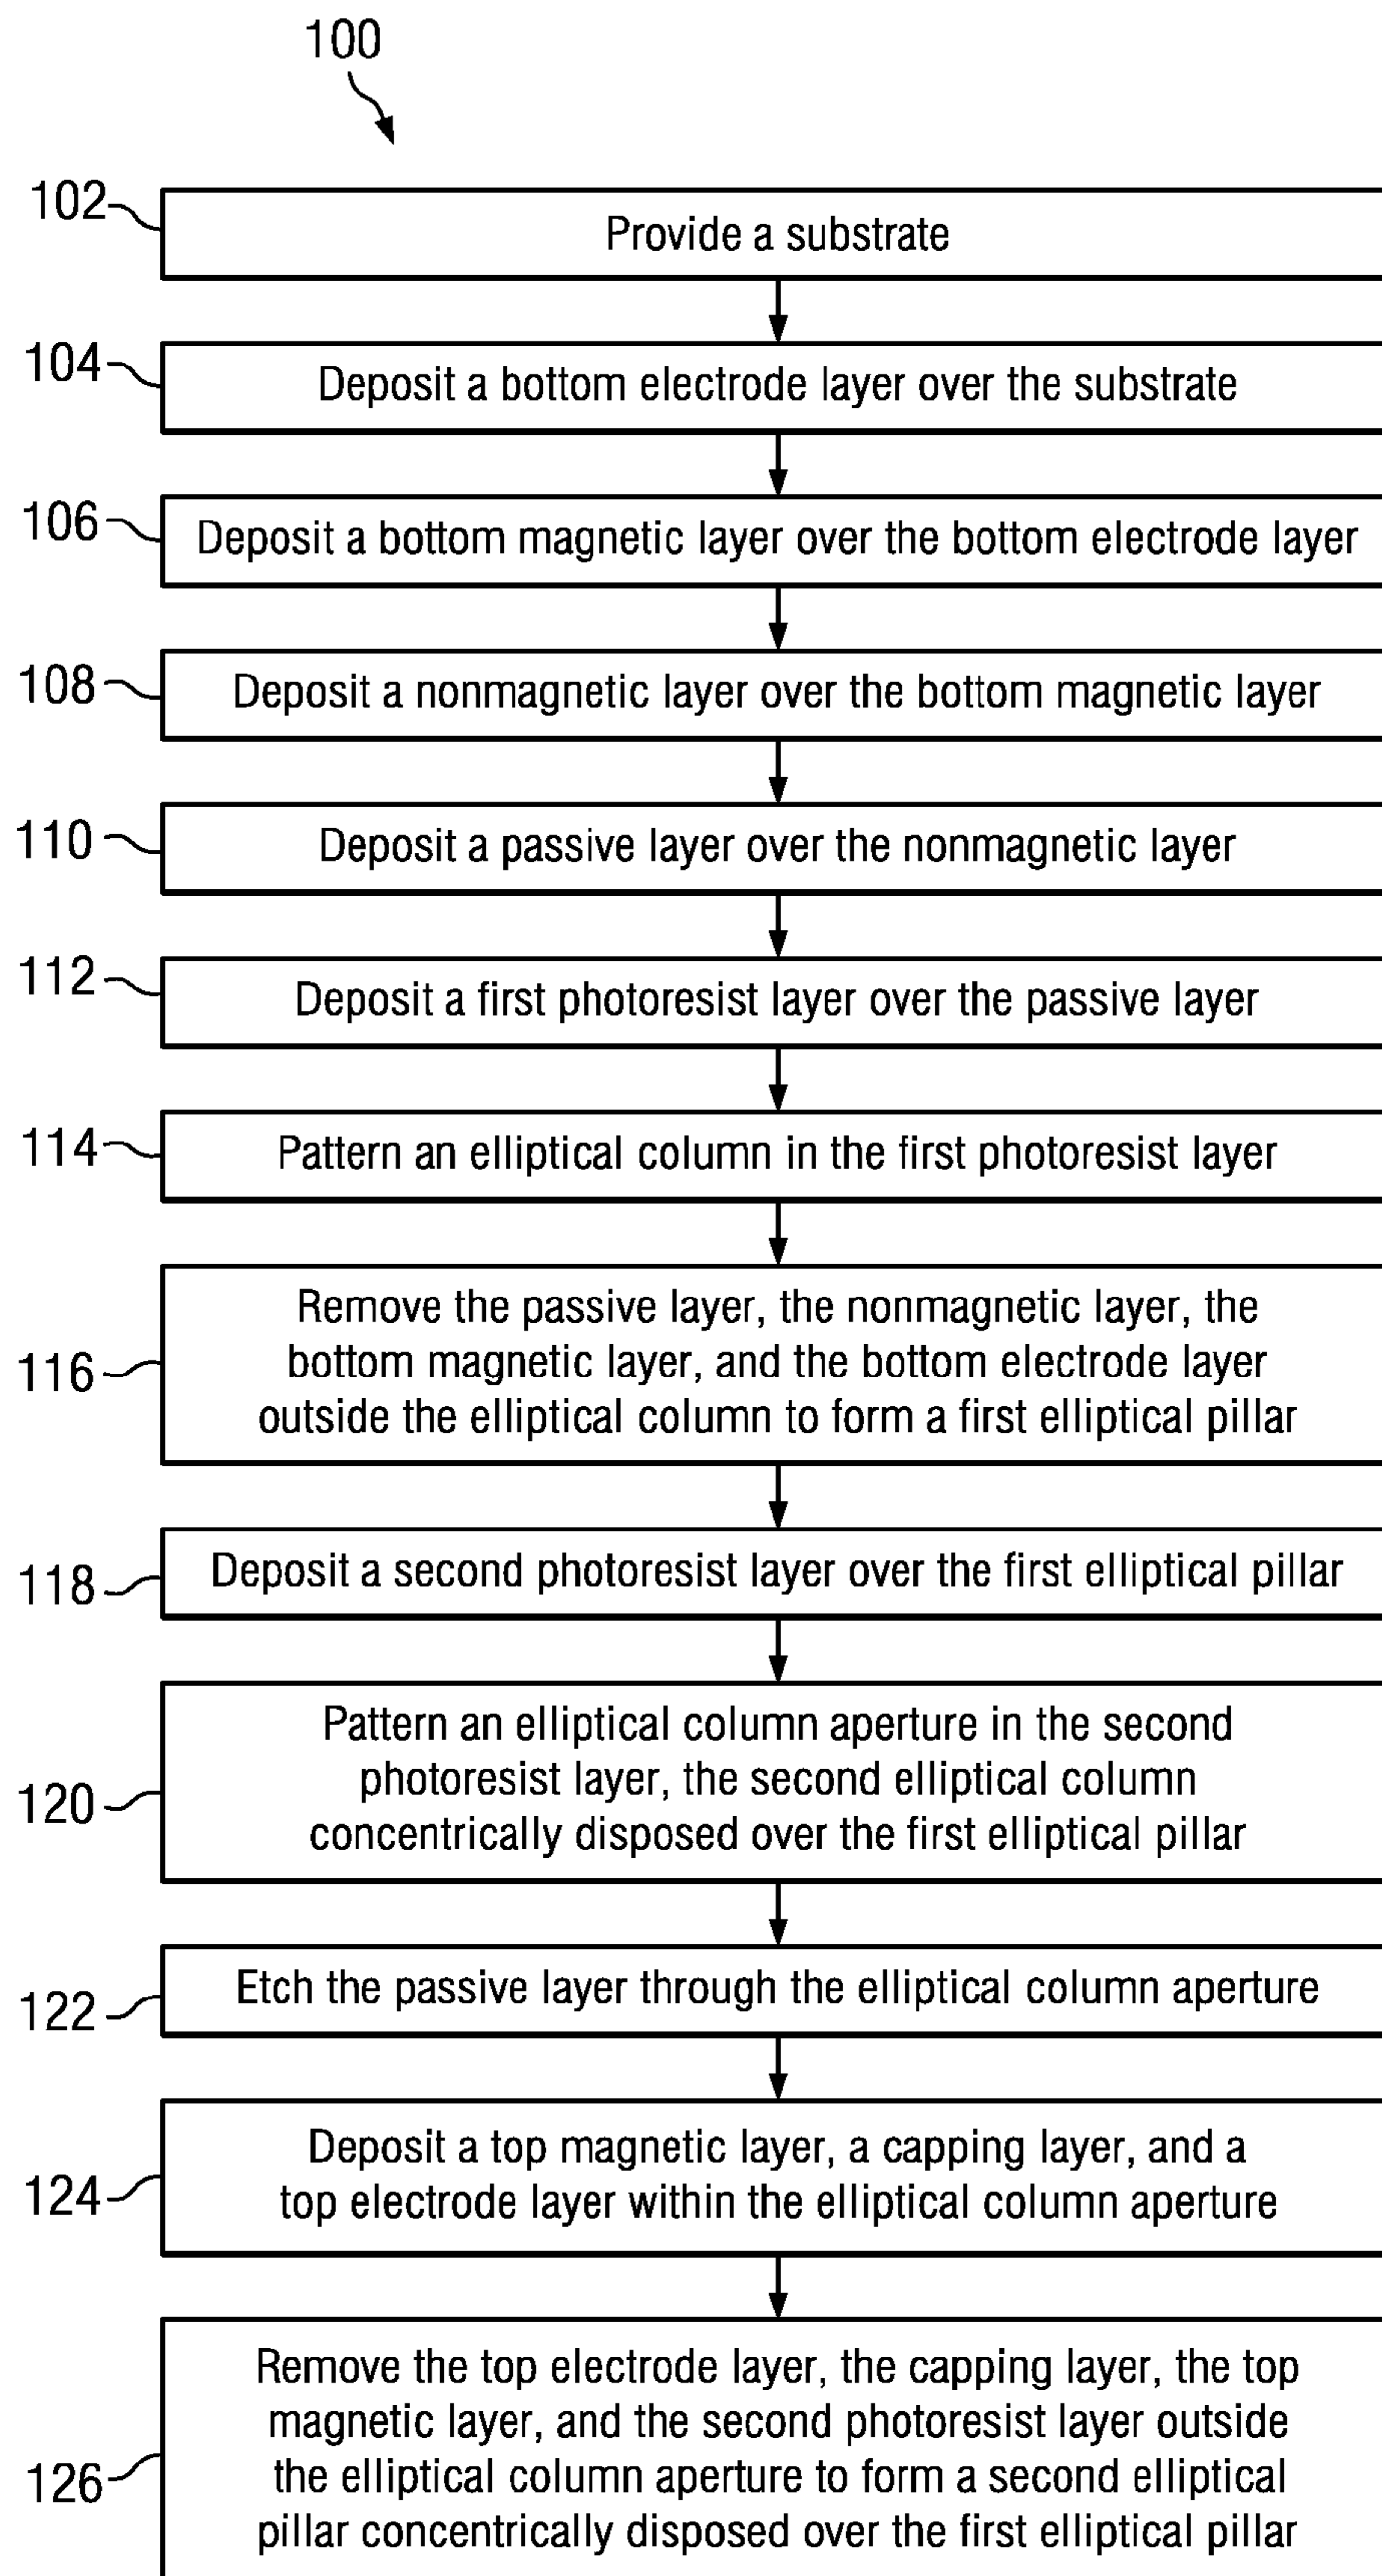 100
102
Provide a substrate
104
Deposit a bottom electrode layer over the substrate
106
Deposit a bottom magnetic layer over the bottom electrode layer
108
Deposit a nonmagnetic layer over the bottom magnetic layer
110
Deposit a passive layer over the nonmagnetic layer
112
Deposit a first photoresist layer over the passive layer
114
Pattern an elliptical column in the first photoresist layer
116
Remove the passive layer, the nonmagnetic layer, the
bottom magnetic layer, and the bottom electrode layer
outside the elliptical column to form a first elliptical pillar
118
Deposit a second photoresist layer over the first elliptical pillar
120
Pattern an elliptical column aperture in the second
photoresist layer, the second elliptical column
concentrically disposed over the first elliptical pillar
122
Etch the passive layer through the elliptical column aperture
124
Deposit a top magnetic layer, a capping layer, and a
top electrode layer within the elliptical column aperture
126
Remove the top electrode layer, the capping layer, the top
magnetic layer, and the second photoresist layer outside
the elliptical column aperture to form a second elliptical
pillar concentrically disposed over the first elliptical pillar